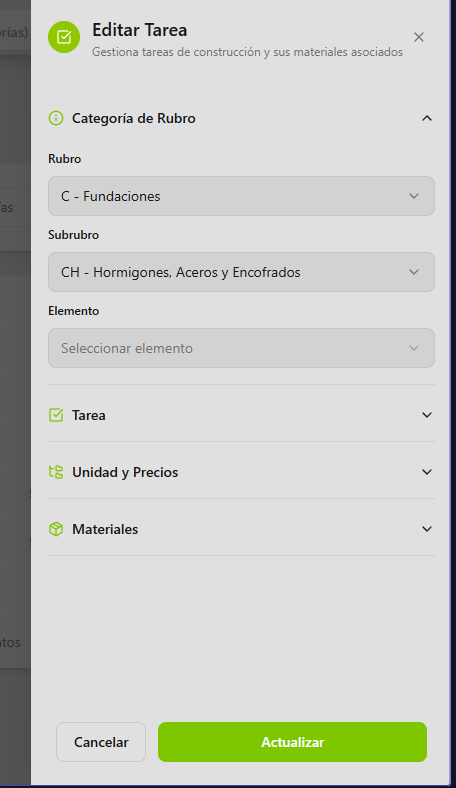 rías)
Editar Tarea
Gestiona tareas de construcción y sus materiales asociados
Categoría de Rubro
Rubro
C - Fundaciones
as
Subrubro
CH - Hormigones, Aceros y Encofrados
Elemento
Seleccionar elemento
Tarea
Unidad y Precios
Materiales
tos
Cancelar
Actualizar